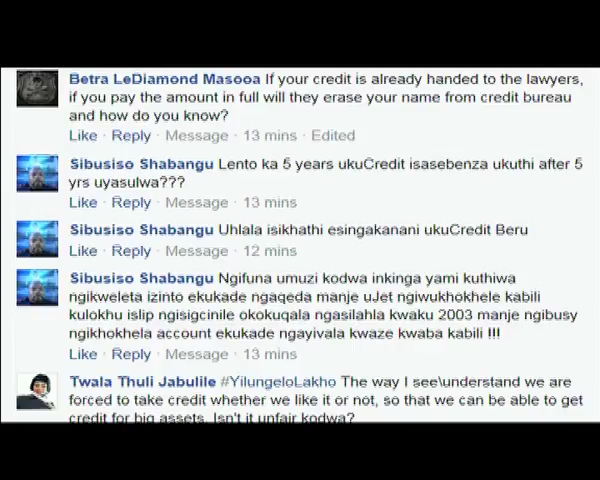 Betra LeDiamond Masooa If your credit is already handed to the lawyers,
if you pay the amount in full will they erase your name from credit bureau
and how do you know?
Like · Reply · Message · 13 mins · Edited
Sibusiso Shabangu Lento ka 5 years ukuCredit isasebenza ukuthi after 5
yrs uyasulwa???
Like · Reply · Message · 13 mins
Sibusiso Shabangu Uhlala isikhathi esingakanani ukuCredit Beru
Like · Reply · Message · 12 mins
Sibusiso Shabangu Ngifuna umuzi kodwa inkinga yami kuthiwa
ngikweleta izinto ekukade ngaqeda manje uJet ngiwukhokhele kabili
kulokhu islip ngisigcinile okokuqala ngasilahla kwaku 2003 manje ngibusy
ngikhokhela account ekukade ngayivala kwaze kwaba kabili !!!
Like · Reply · Message · 13 mins
Twala Thuli Jabulile #YilungeloLakho The way I see\understand we are
forced to take credit whether we like it or not, so that we can be able to get
credit for big assets. Isn't it unfair kodwa?